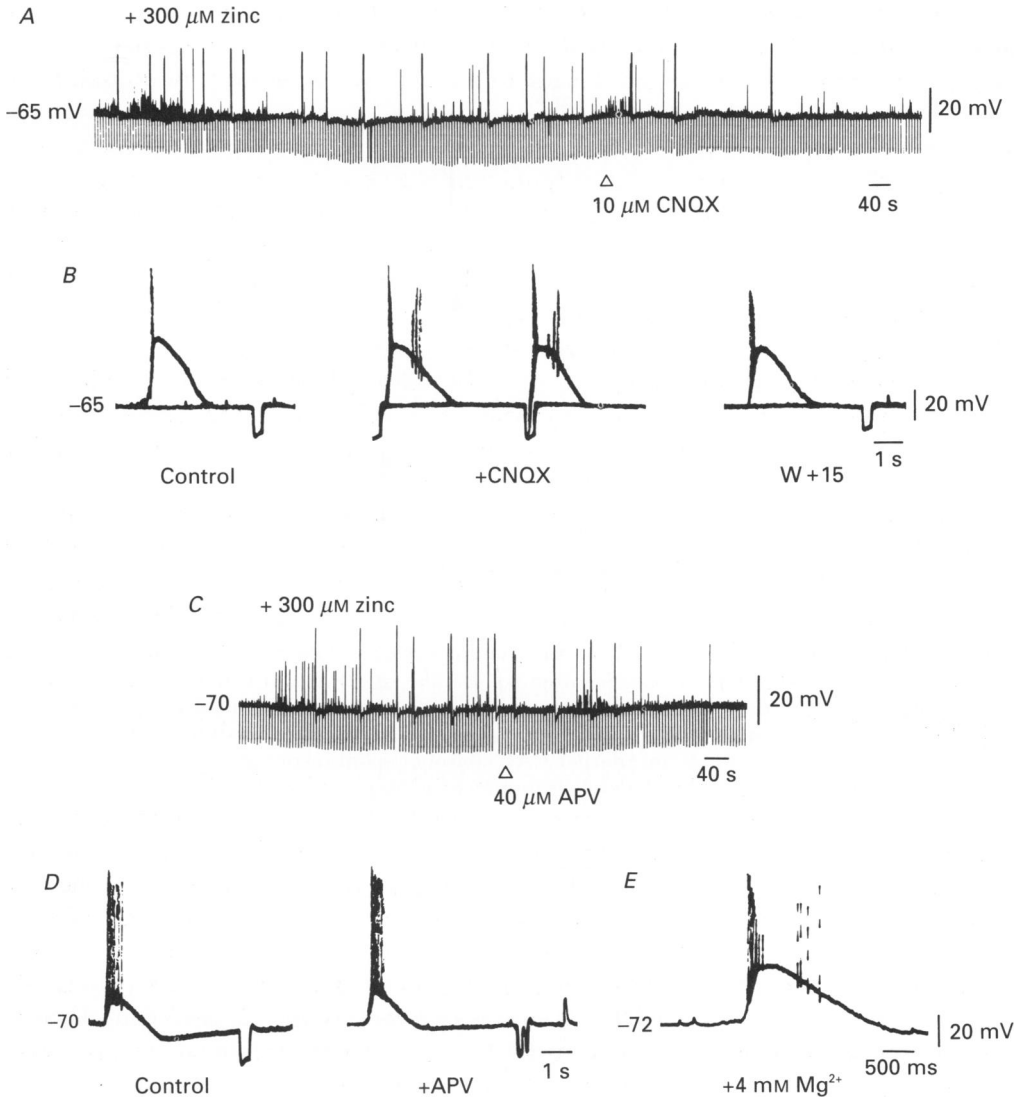 A
+ 300 μM zinc
–65 mV
20 mV
10 μM CNQX
40 s
B
–65
20 mV
1 s
Control
+CNQX
W +15
C
+ 300 μM zinc
–70
20 mV
40 s
40 μM APV
D
E
–70
–72
20 mV
1 s
500 ms
Control
+APV
+4 mM Mg²⁺